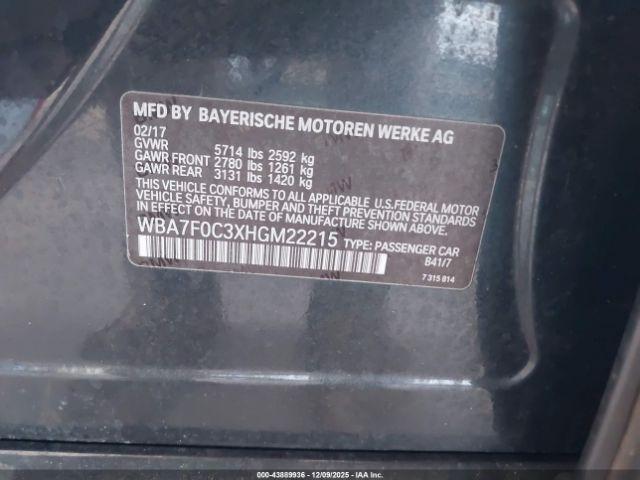 MFD BY BAYERISCHE MOTOREN WERKE AG
02/17
GVWR 5714 lbs 2592 kg
GAWR FRONT 2780 lbs 1261 kg
GAWR REAR 3131 lbs 1420 kg
THIS VEHICLE CONFORMS TO ALL APPLICABLE U.S.FEDERAL MOTOR
VEHICLE SAFETY, BUMPER AND THEFT PREVENTION STANDARDS
IN EFFECT ON THE DATE OF MANUFACTURE SHOWN ABOVE.
WBA7F0C3XHGM22215 TYPE: PASSENGER CAR
B41/7
7 315 814
000-43889936 - 12/09/2025 - IAAI, Inc.